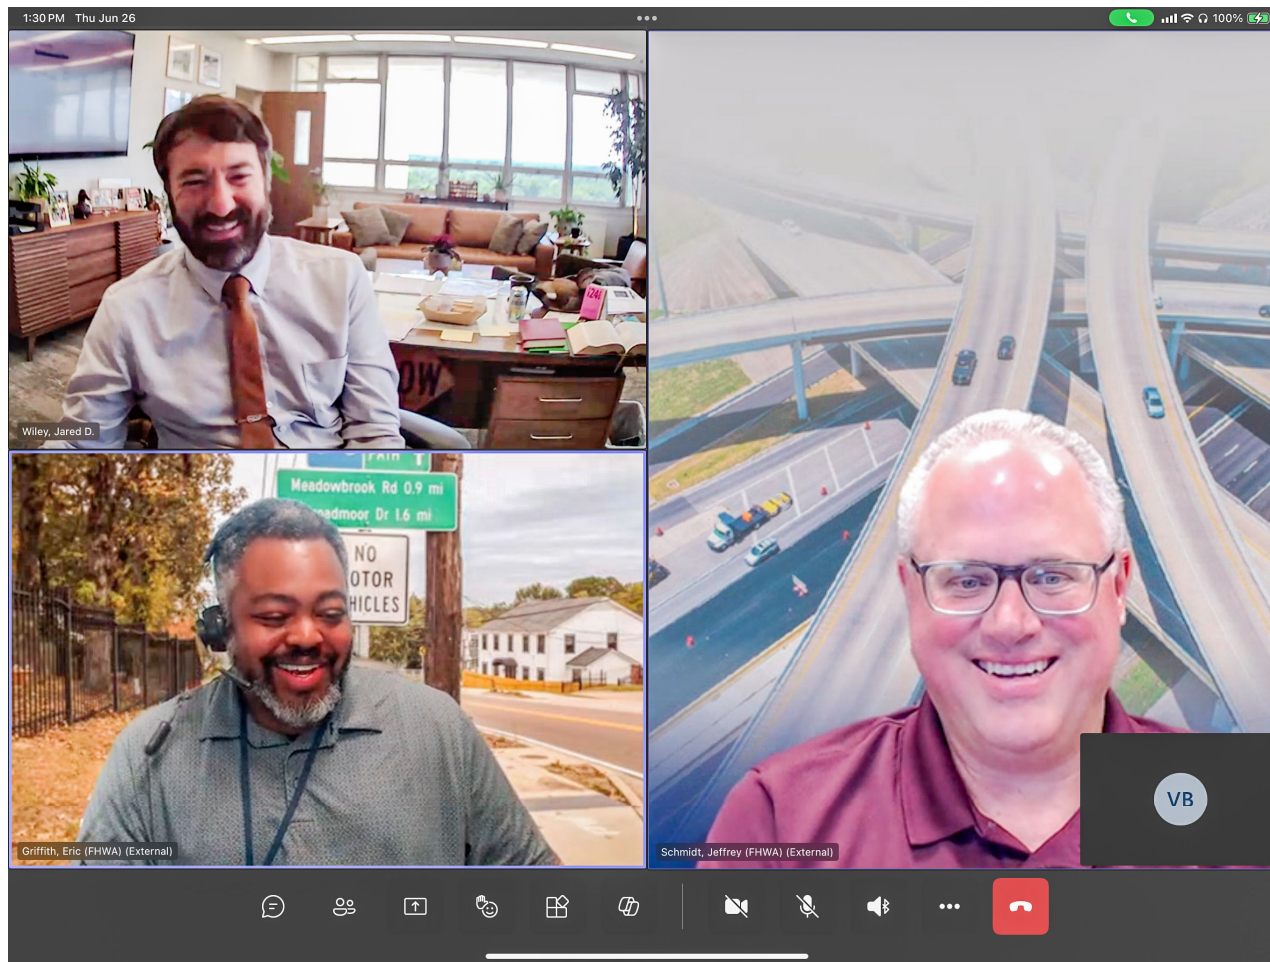 1:30 PM Thu Jun 26
100%
Wiley, Jared D.
PATH
Meadowbrook Rd 0.9 mi
admoor Dr 1.6 mi
NO
OTOR
HICLES
Griffith, Eric (FHWA) (External)
Schmidt, Jeffrey (FHWA) (External)
VB